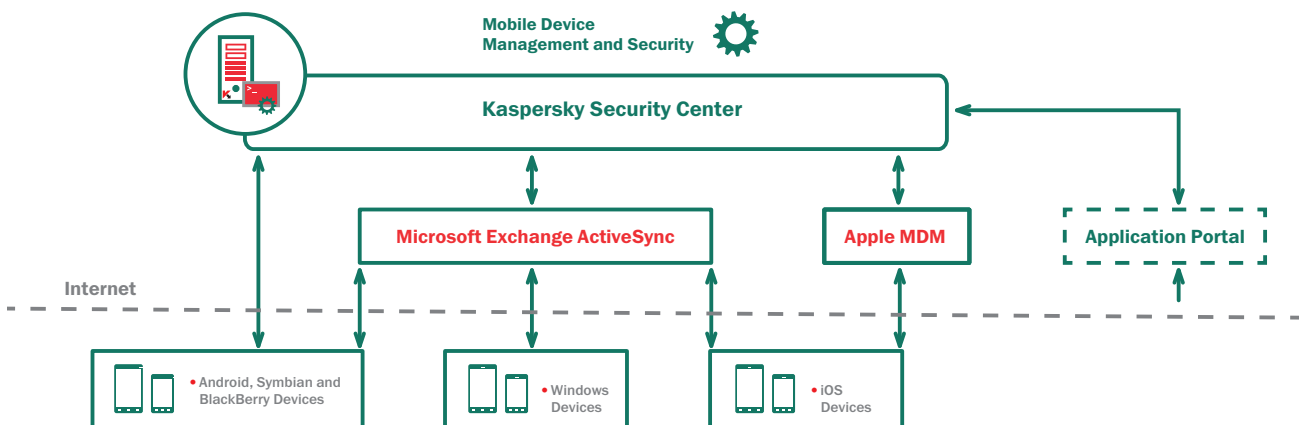 Mobile Device
Management and Security
>_
K
Kaspersky Security Center
Microsoft Exchange ActiveSync
Apple MDM
Application Portal
Internet
• Android, Symbian and
BlackBerry Devices
• Windows
Devices
• iOS
Devices